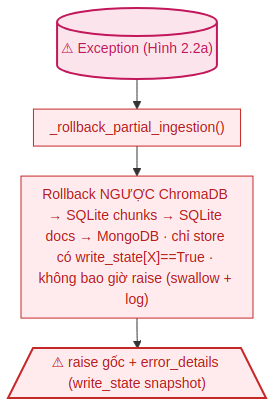 ⚠ Exception (Hình 2.2a)
_rollback_partial_ingestion()
Rollback NGƯỢC ChromaDB
→ SQLite chunks → SQLite
docs → MongoDB · chỉ store
có write_state[X]==True ·
không bao giờ raise (swallow +
log)
⚠ raise gốc + error_details
(write_state snapshot)